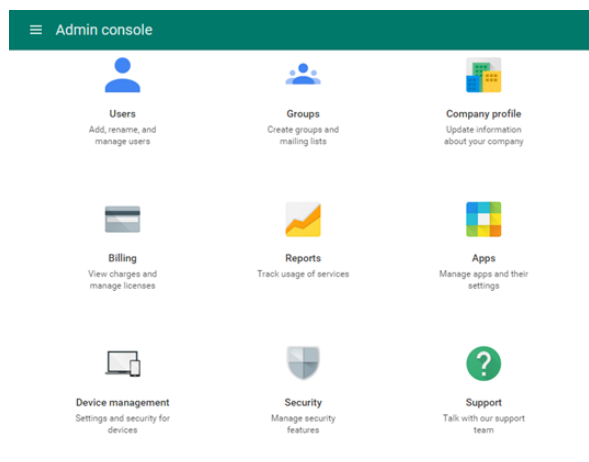 Admin console
Users
Add, rename, and
manage users
Groups
Create groups and
mailing lists
Company profile
Update information
about your company
Billing
View charges and
manage licenses
Reports
Track usage of services
Apps
Manage apps and their
settings
Device management
Settings and security for
devices
Security
Manage security
features
Support
Talk with our support
team